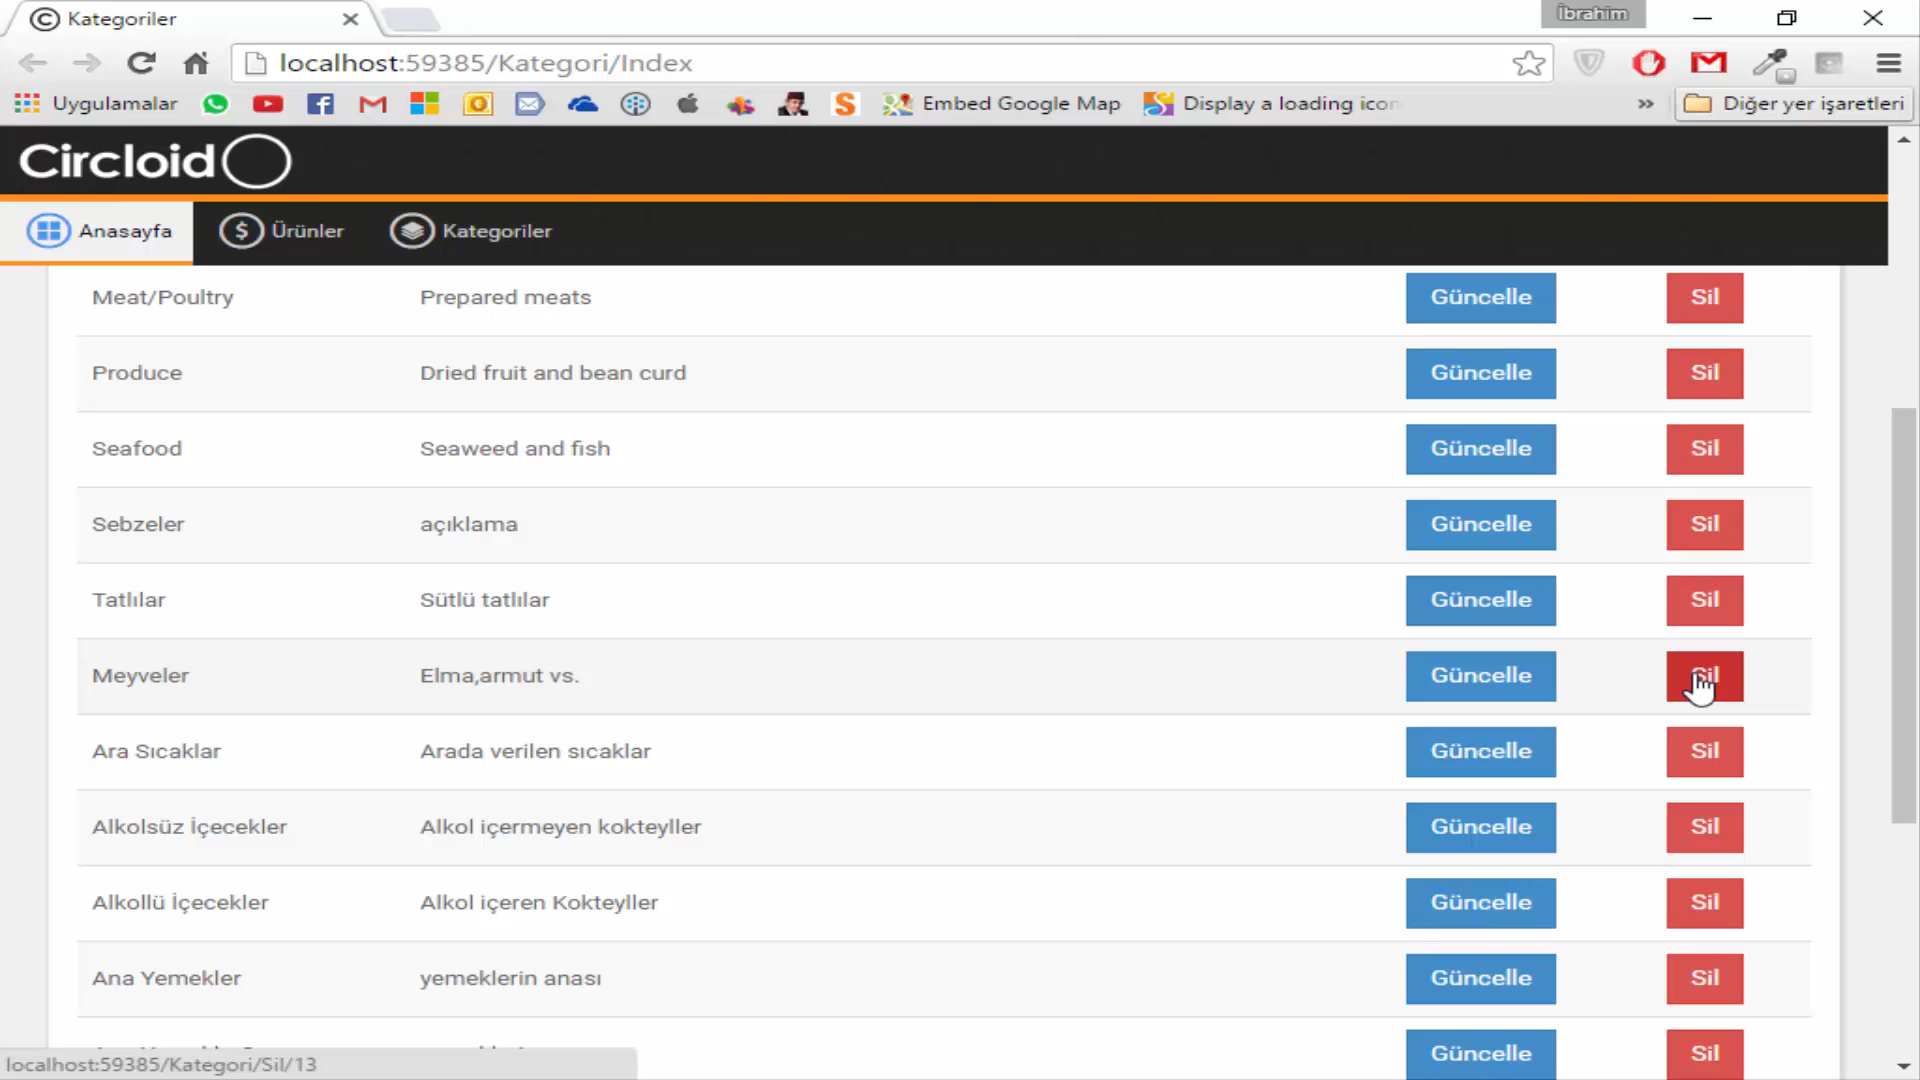 Kategoriler
İbrahim
localhost:59385/Kategori/Index
Uygulamalar
Embed Google Map
Display a loading icon
»
Diğer yer işaretleri
Circloid
Anasayfa
Ürünler
Kategoriler
Meat/Poultry Prepared meats Güncelle Sil
Produce Dried fruit and bean curd Güncelle Sil
Seafood Seaweed and fish Güncelle Sil
Sebzeler açıklama Güncelle Sil
Tatlılar Sütlü tatlılar Güncelle Sil
Meyveler Elma,armut vs. Güncelle Sil
Ara Sıcaklar Arada verilen sıcaklar Güncelle Sil
Alkolsüz İçecekler Alkol içermeyen kokteyller Güncelle Sil
Alkollü İçecekler Alkol içeren Kokteyller Güncelle Sil
Ana Yemekler yemeklerin anası Güncelle Sil
Güncelle Sil
localhost:59385/Kategori/Sil/13